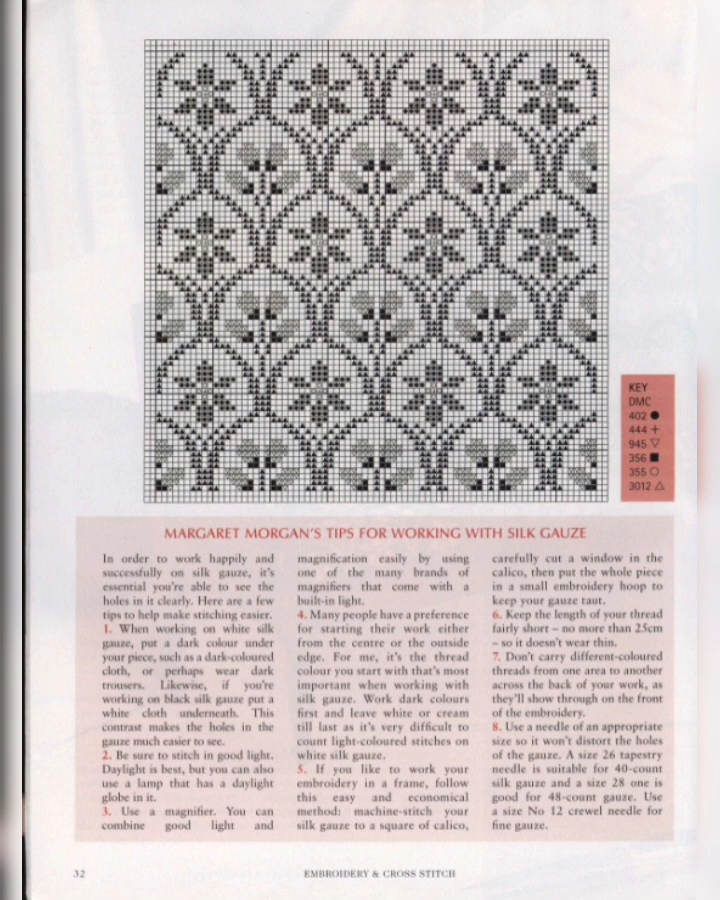 KEY
DMC
402 ●
444 +
945 ▽
356 ■
355 ○
3012 △
MARGARET MORGAN'S TIPS FOR WORKING WITH SILK GAUZE
In order to work happily and
successfully on silk gauze, it's
essential you're able to see the
holes in it clearly. Here are a few
tips to help make stitching easier.
1. When working on white silk
gauze, put a dark colour under
your piece, such as a dark-coloured
cloth, or perhaps wear dark
trousers. Likewise, if you're
working on black silk gauze put a
white cloth underneath. This
contrast makes the holes in the
gauze much easier to see.
2. Be sure to stitch in good light.
Daylight is best, but you can also
use a lamp that has a daylight
globe in it.
3. Use a magnifier. You can
combine good light and
magnification easily by using
one of the many brands of
magnifiers that come with a
built-in light.
4. Many people have a preference
for starting their work either
from the centre or the outside
edge. For me, it's the thread
colour you start with that's most
important when working with
silk gauze. Work dark colours
first and leave white or cream
till last as it's very difficult to
count light-coloured stitches on
white silk gauze.
5. If you like to work your
embroidery in a frame, follow
this easy and economical
method: machine-stitch your
silk gauze to a square of calico,
carefully cut a window in the
calico, then put the whole piece
in a small embroidery hoop to
keep your gauze taut.
6. Keep the length of your thread
fairly short – no more than 25cm
– so it doesn't wear thin.
7. Don't carry different-coloured
threads from one area to another
across the back of your work, as
they'll show through on the front
of the embroidery.
8. Use a needle of an appropriate
size so it won't distort the holes
of the gauze. A size 26 tapestry
needle is suitable for 40-count
silk gauze and a size 28 one is
good for 48-count gauze. Use
a size No 12 crewel needle for
fine gauze.
32
EMBROIDERY & CROSS STITCH